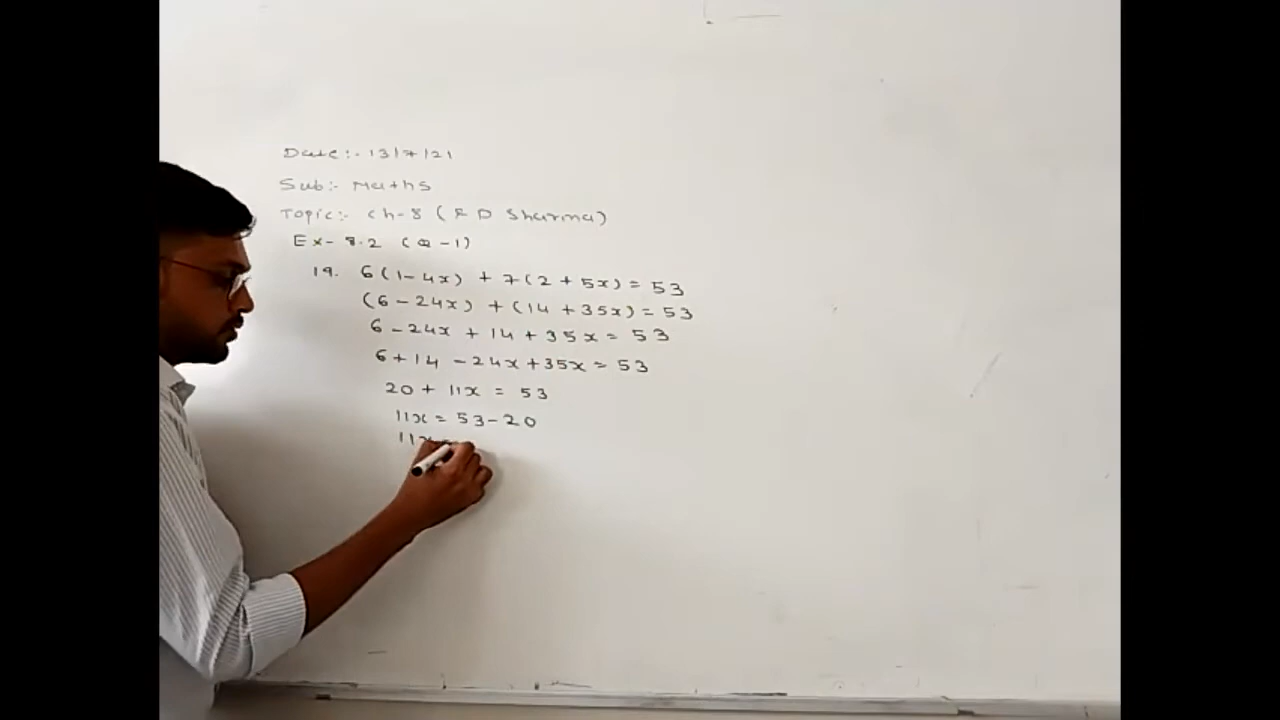 Date:- 13/7/21
Sub:- Maths
Topic:- Ch-8 (R D Sharma)
Ex- 8.2 (Q-1)
19. 6(1-4x) + 7(2+5x) = 53
(6-24x) + (14+35x) = 53
6-24x + 14 + 35x = 53
6+14 -24x+35x = 53
20 + 11x = 53
11x = 53-20
11x =